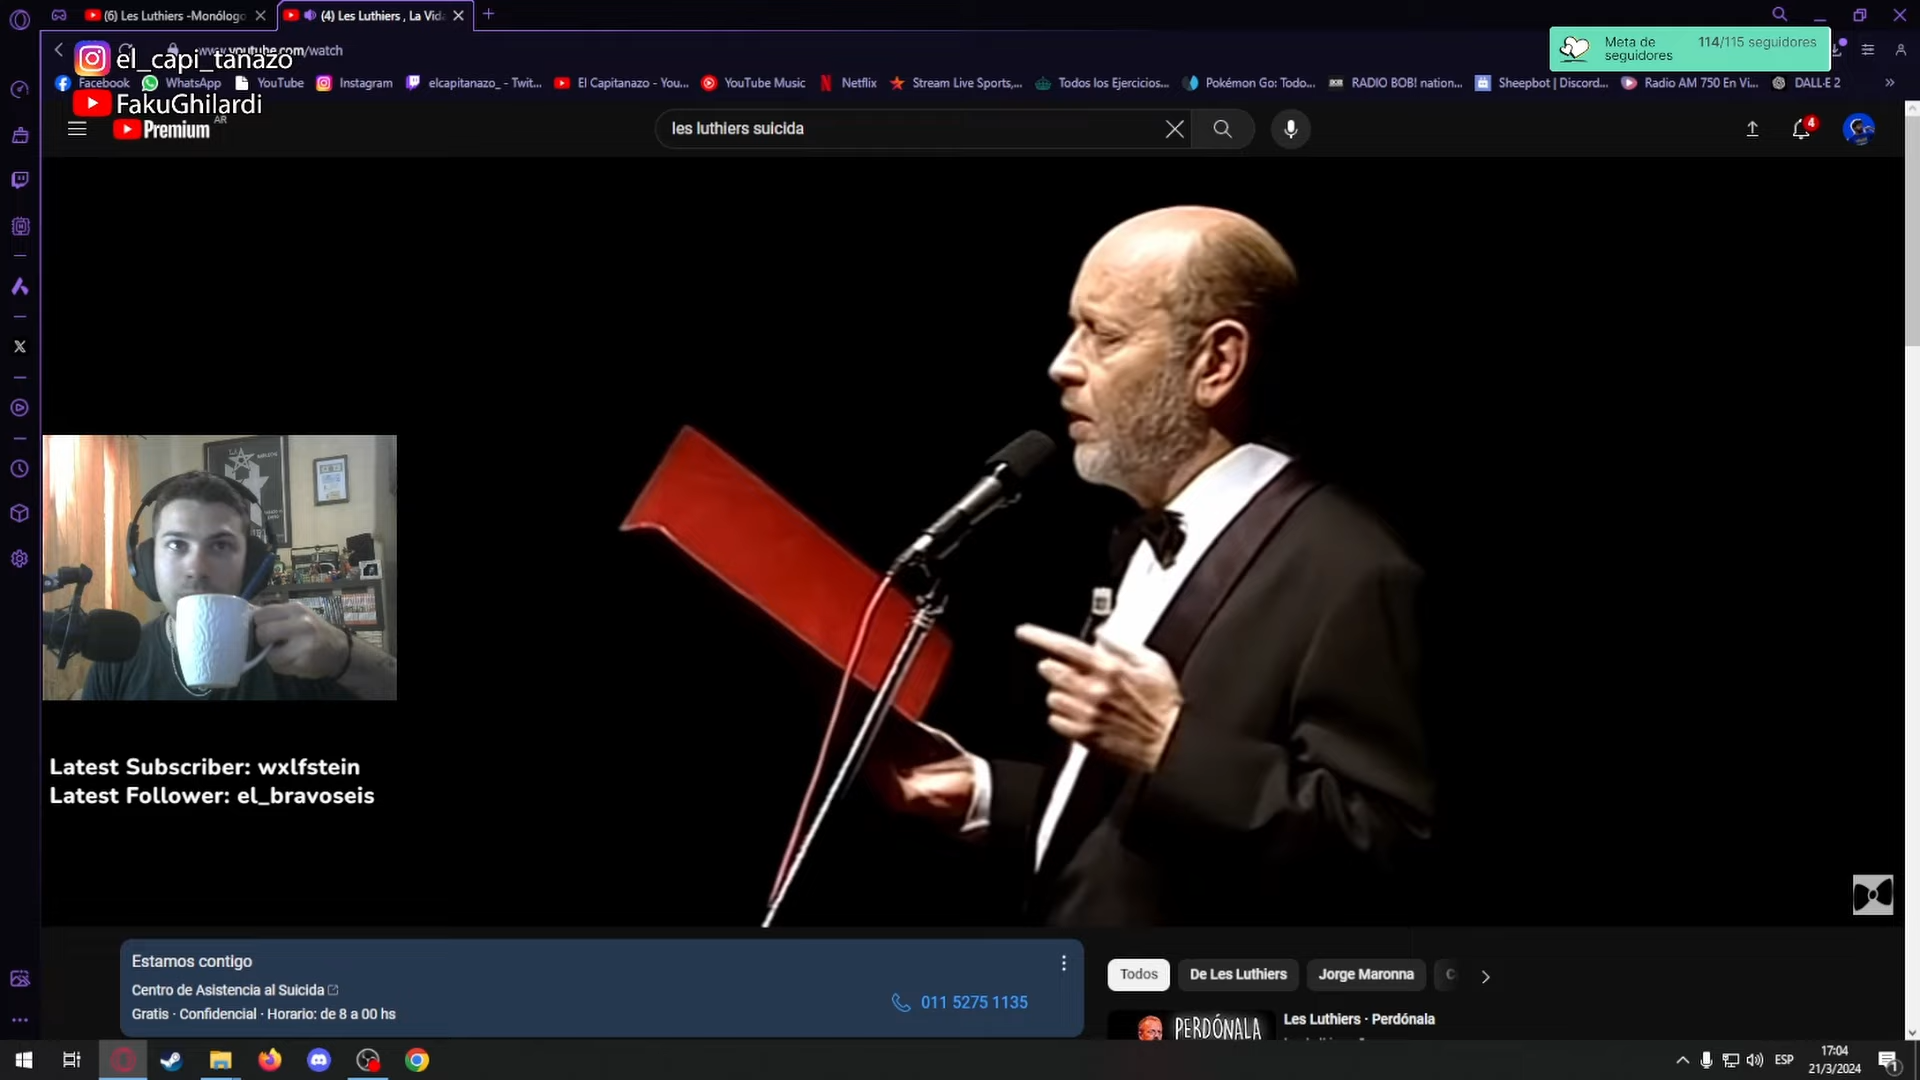 (6) Les Luthiers -Monólogo
(4) Les Luthiers , La Vid
www.youtube.com/watch
el_capi_tanazo
FakuGhilardi
Meta de seguidores
114/115 seguidores
Facebook
WhatsApp
YouTube
Instagram
elcapitanazo_ - Twit...
El Capitanazo - You...
YouTube Music
Netflix
Stream Live Sports,...
Todos los Ejercicios...
Pokémon Go: Todo...
RADIO BOB! nation...
Sheepbot | Discord...
Radio AM 750 En Vi...
DALL·E 2
»
Premium
AR
les luthiers suicida
4
Latest Subscriber: wxlfstein
Latest Follower: el_bravoseis
Estamos contigo
Centro de Asistencia al Suicida
Gratis · Confidencial · Horario: de 8 a 00 hs
011 5275 1135
Todos
De Les Luthiers
Jorge Maronna
PERDÓNALA
Les Luthiers · Perdónala
ESP
17:04
21/3/2024
1